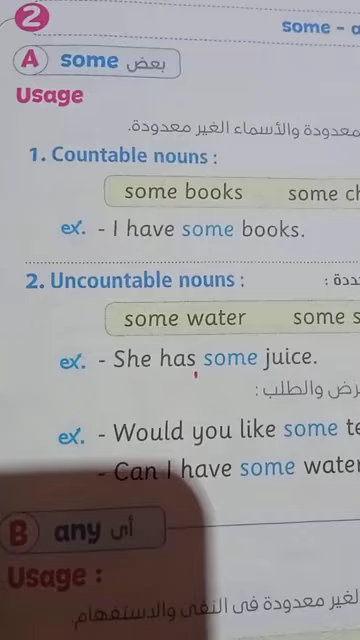 2
some -
A some بعض
Usage
معدودة والأسماء الغير معدودة.
1. Countable nouns :
some books some
ex. - I have some books.
2. Uncountable nouns :
some water some
ex. - She has some juice.
والطلب :
ex. - Would you like some
- Can I have some water
B any أى
Usage :
لغير معدودة فى النفى والاستفهام.